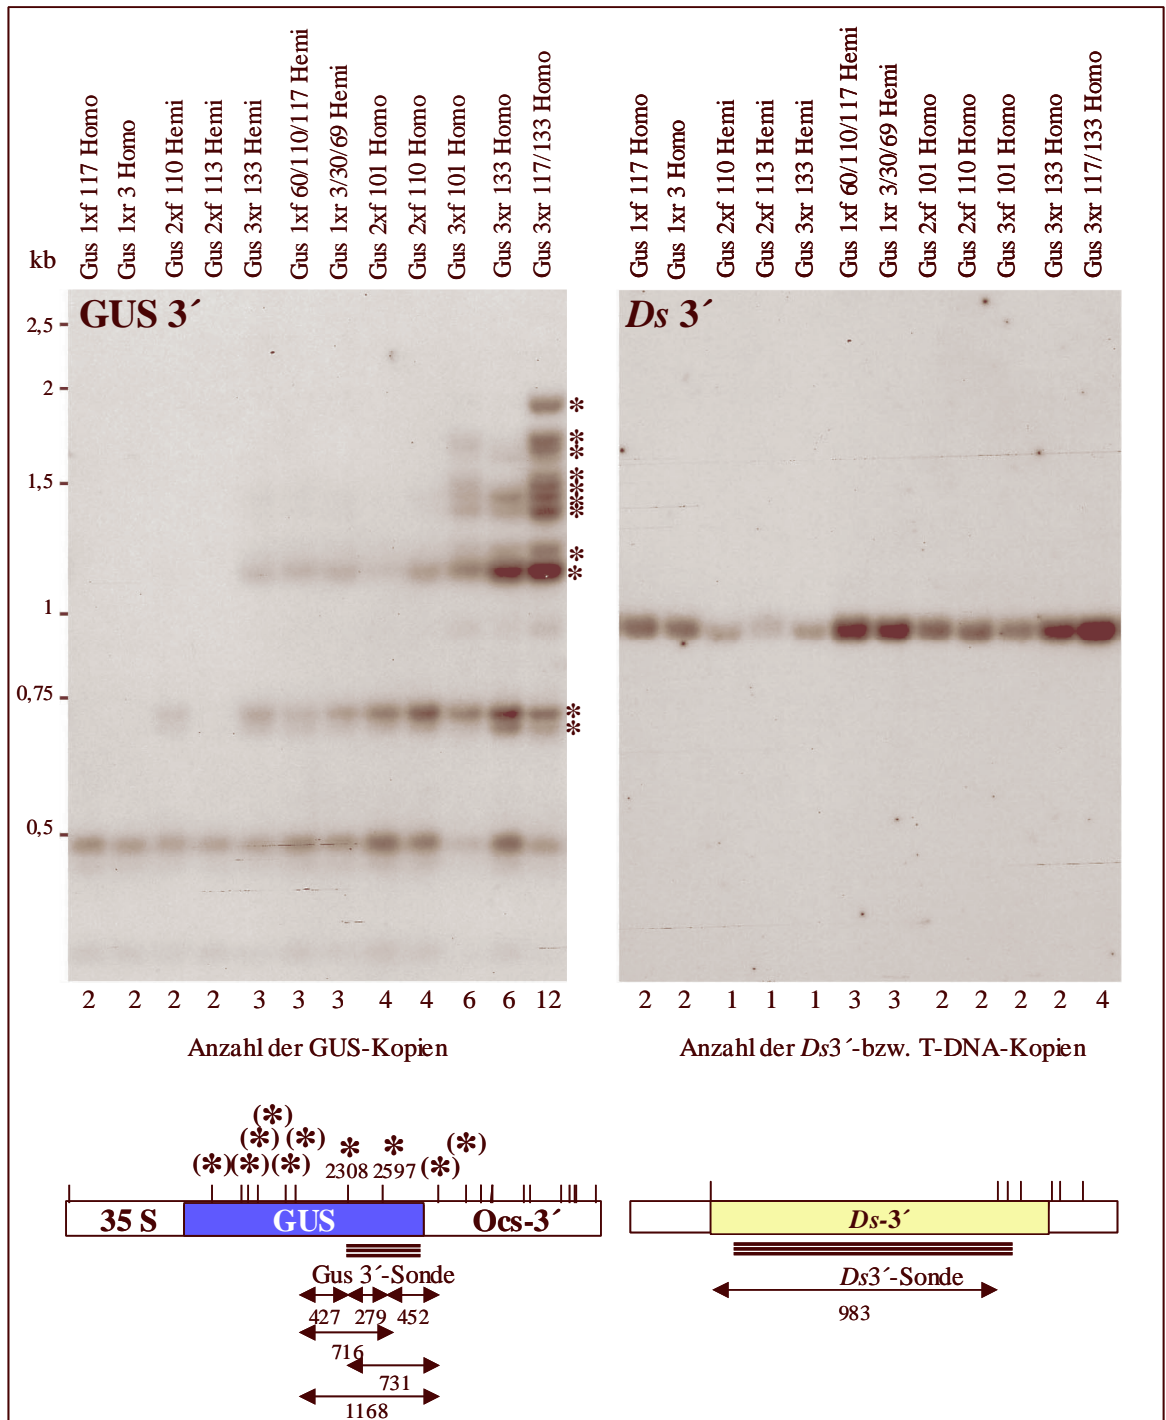 Gus 1xf 117 Homo
Gus 1xr 3 Homo
Gus 2xf 110 Hemi
Gus 2xf 113 Hemi
Gus 3xr 133 Hemi
Gus 1xf 60/110/117 Hemi
Gus 1xr 3/30/69 Hemi
Gus 2xf 101 Homo
Gus 2xf 110 Homo
Gus 3xf 101 Homo
Gus 3xr 133 Homo
Gus 3xr 117/133 Homo
Gus 1xf 117 Homo
Gus 1xr 3 Homo
Gus 2xf 110 Hemi
Gus 2xf 113 Hemi
Gus 3xr 133 Hemi
Gus 1xf 60/110/117 Hemi
Gus 1xr 3/30/69 Hemi
Gus 2xf 101 Homo
Gus 2xf 110 Homo
Gus 3xf 101 Homo
Gus 3xr 133 Homo
Gus 3xr 117/133 Homo
kb
GUS 3´
Ds 3´
2,5
2
*
*
*
1,5
*
*
*
*
*
*
1
0,75
*
*
0,5
2 2 2 2 3 3 3 4 4 6 6 12
2 2 1 1 1 3 3 2 2 2 2 4
Anzahl der GUS-Kopien
Anzahl der Ds3´-bzw. T-DNA-Kopien
(*)
(*) (*) * *
(*) (*) (*) 2308 2597 (*) (*)
35 S GUS Ocs-3´
Ds-3´
Gus 3´-Sonde
Ds3´-Sonde
427 279 452
983
716
731
1168